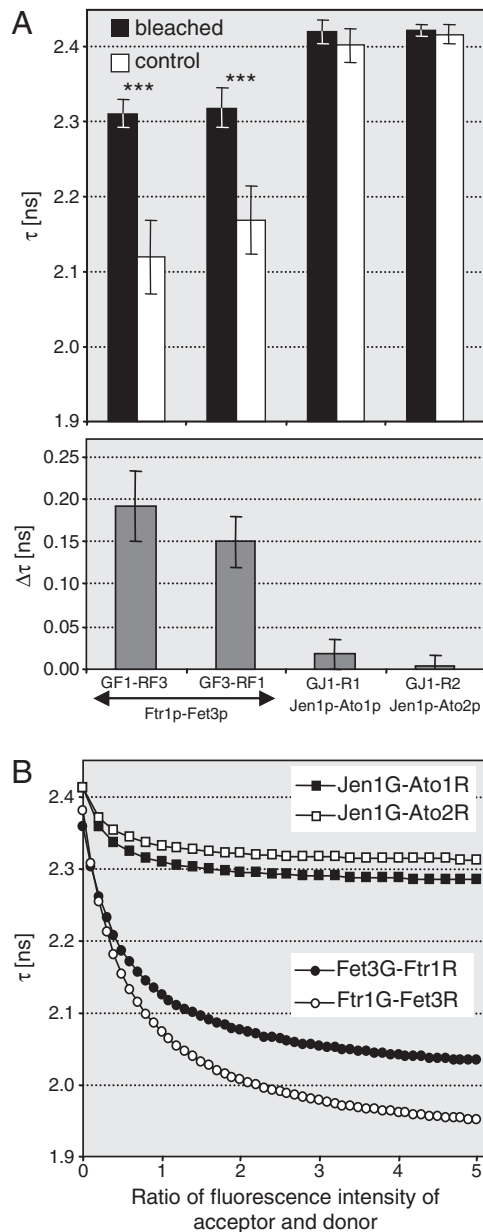 A
bleached
control
***
***
τ [ns]
2.4
2.3
2.2
2.1
2.0
1.9
Δτ [ns]
0.25
0.20
0.15
0.10
0.05
0.00
GF1-RF3 GF3-RF1 GJ1-R1 GJ1-R2
Ftr1p-Fet3p Jen1p-Ato1p Jen1p-Ato2p
B
Jen1G-Ato1R
Jen1G-Ato2R
Fet3G-Ftr1R
Ftr1G-Fet3R
τ [ns]
2.4
2.3
2.2
2.1
2.0
1.9
0 1 2 3 4 5
Ratio of fluorescence intensity of
acceptor and donor